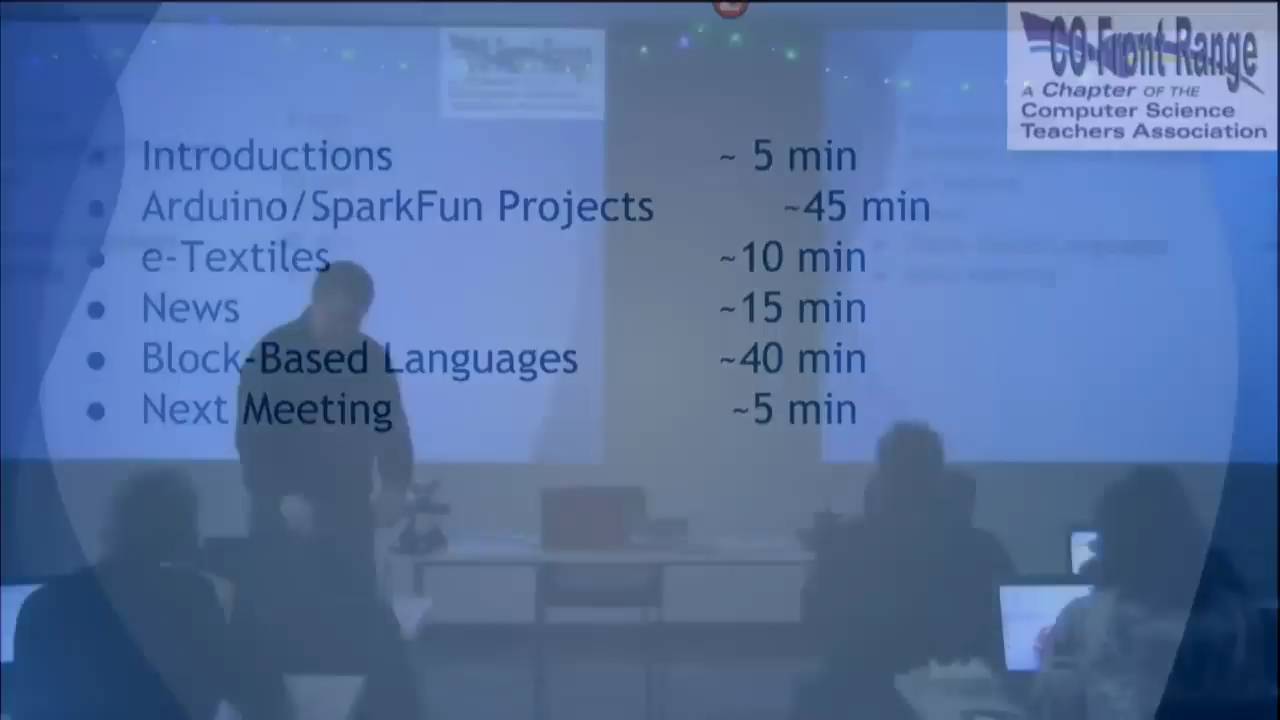 CO-Front Range
A Chapter OF THE
Computer Science
Teachers Association
• Introductions ~ 5 min
• Arduino/SparkFun Projects ~45 min
• e-Textiles ~10 min
• News ~15 min
• Block-Based Languages ~40 min
• Next Meeting ~5 min